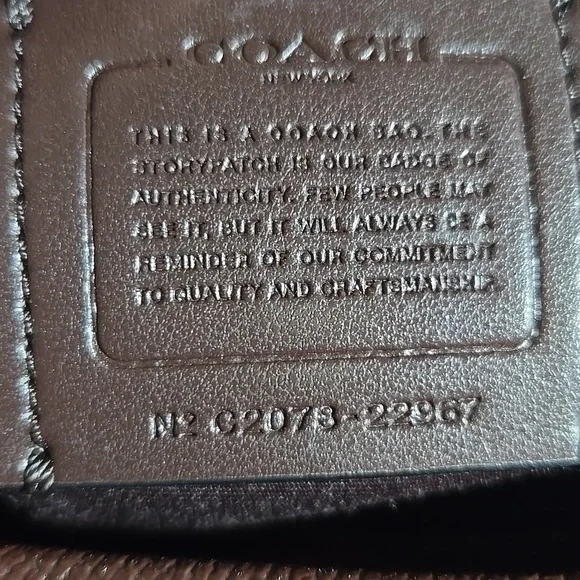 COACH
NEW YORK
THIS IS A COACH BAG. THE
STORYPATCH IS OUR BADGE OF
AUTHENTICITY. FEW PEOPLE MAY
SEE IT, BUT IT WILL ALWAYS BE A
REMINDER OF OUR COMMITMENT
TO QUALITY AND CRAFTSMANSHIP.
Nº C2078-22967